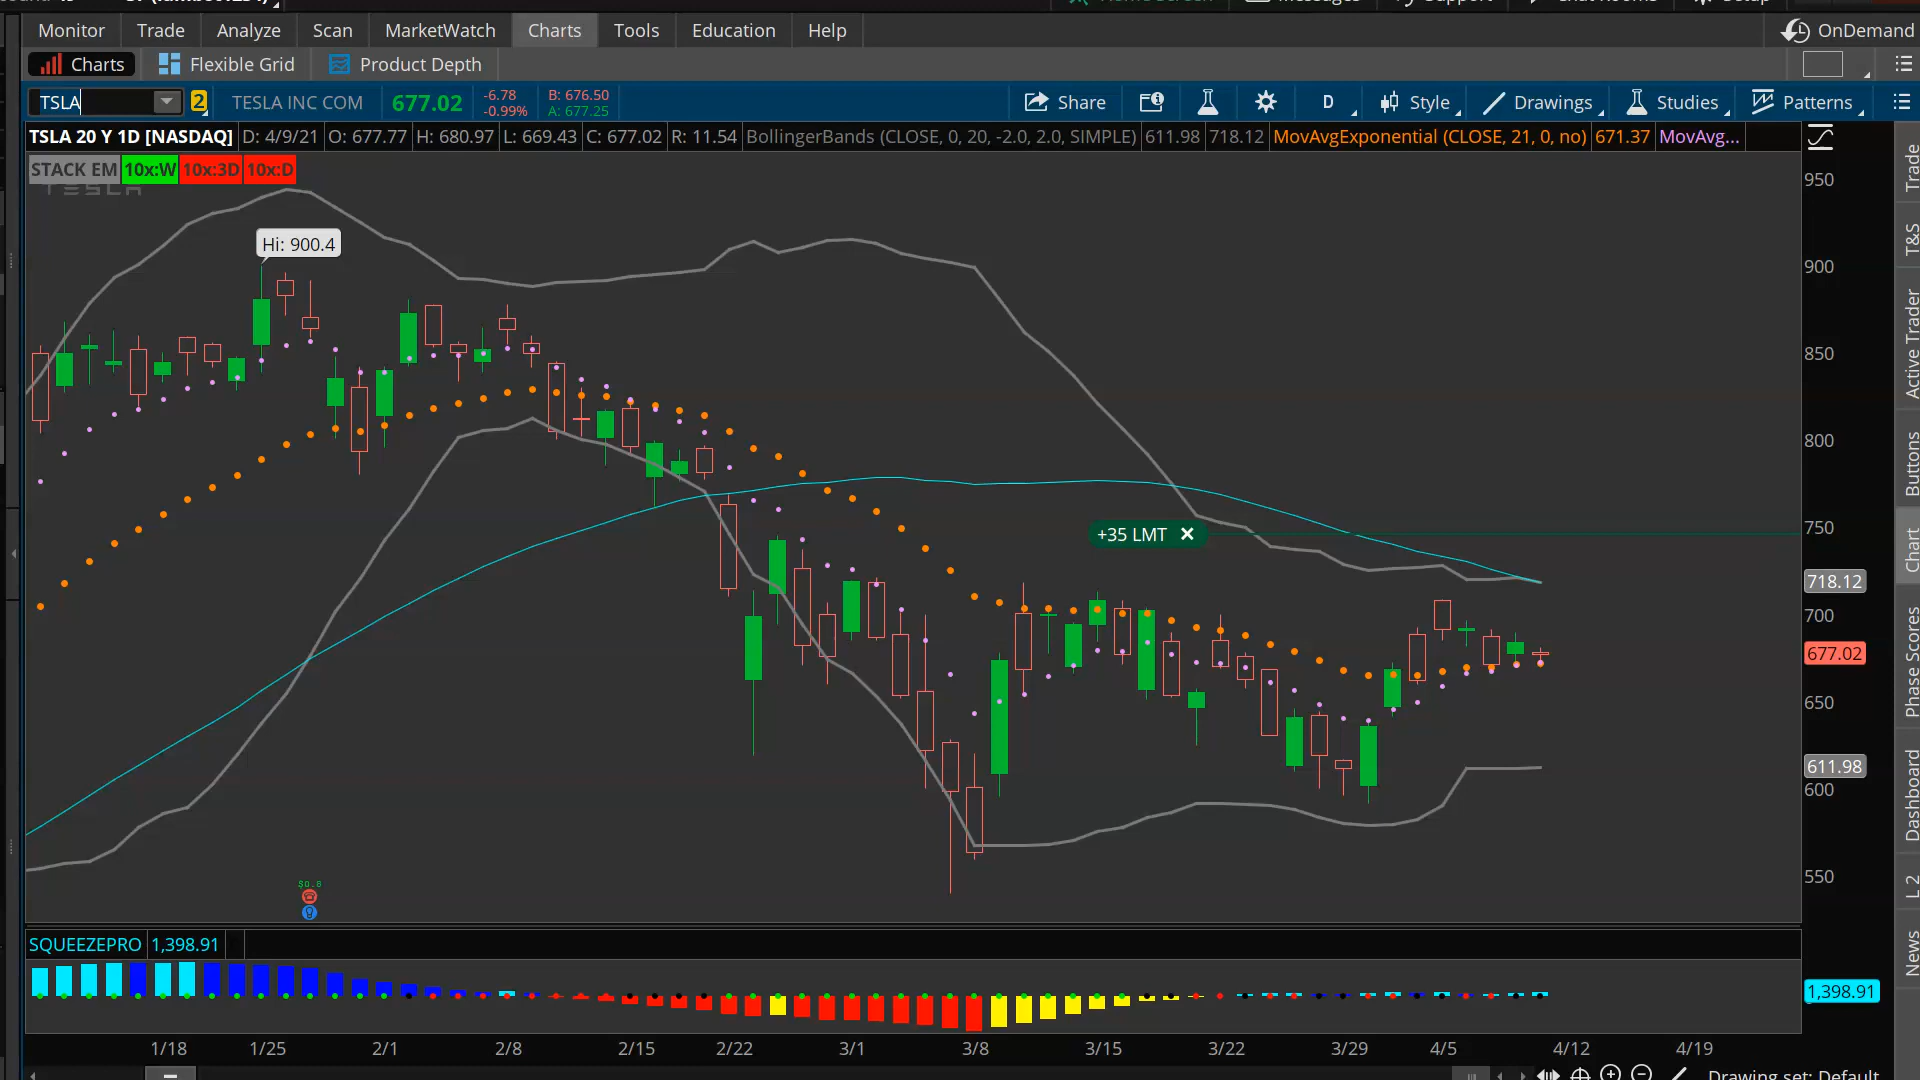 Monitor Trade Analyze Scan MarketWatch Charts Tools Education Help OnDemand
Charts Flexible Grid Product Depth
TSLA 2 TESLA INC COM 677.02 -6.78 -0.99% B: 676.50 A: 677.25 Share D Style Drawings Studies Patterns
TSLA 20 Y 1D [NASDAQ] D: 4/9/21 O: 677.77 H: 680.97 L: 669.43 C: 677.02 R: 11.54 BollingerBands (CLOSE, 0, 20, -2.0, 2.0, SIMPLE) 611.98 718.12 MovAvgExponential (CLOSE, 21, 0, no) 671.37 MovAvg...
STACK EM 10x:W 10x:3D 10x:D
TESLA
Hi: 900.4
+35 LMT
950
900
850
800
750
718.12
700
677.02
650
611.98
600
550
$0.8
SQUEEZEPRO 1,398.91
1,398.91
1/18 1/25 2/1 2/8 2/15 2/22 3/1 3/8 3/15 3/22 3/29 4/5 4/12 4/19
Drawing set: Default
Trade
T&S
Active Trader
Buttons
Chart
Phase Scores
Dashboard
L 2
News